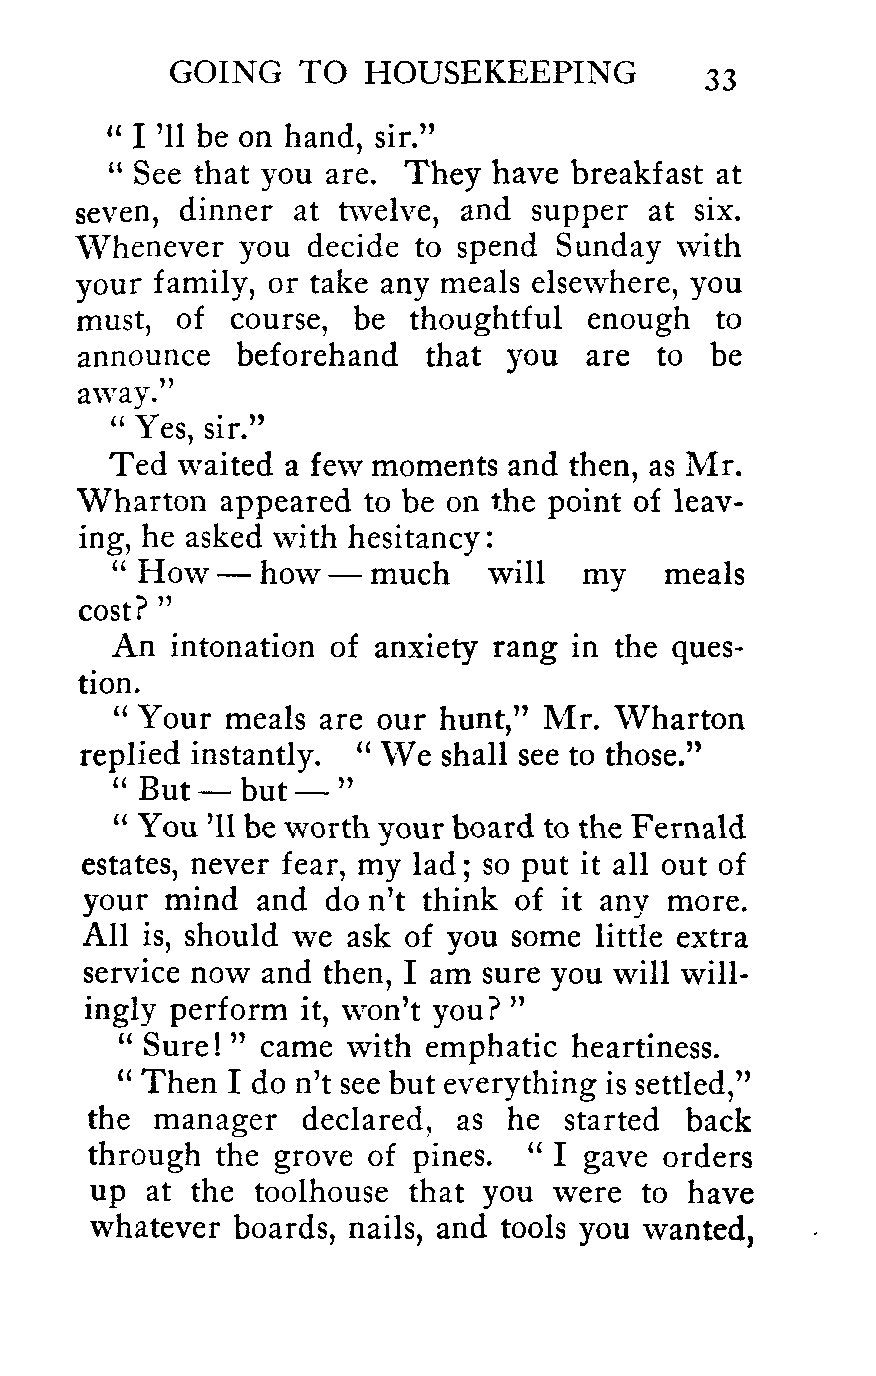 GOING TO HOUSEKEEPING 33
“ I ’ll be on hand, sir.”
“ See that you are. They have breakfast at
seven, dinner at twelve, and supper at six.
Whenever you decide to spend Sunday with
your family, or take any meals elsewhere, you
must, of course, be thoughtful enough to
announce beforehand that you are to be
away.”
“ Yes, sir.”
Ted waited a few moments and then, as Mr.
Wharton appeared to be on the point of leav-
ing, he asked with hesitancy:
“ How — how — much will my meals
cost? ”
An intonation of anxiety rang in the ques-
tion.
“ Your meals are our hunt,” Mr. Wharton
replied instantly. “ We shall see to those.”
“ But — but — ”
“ You ’ll be worth your board to the Fernald
estates, never fear, my lad; so put it all out of
your mind and do n’t think of it any more.
All is, should we ask of you some little extra
service now and then, I am sure you will will-
ingly perform it, won’t you? ”
“ Sure! ” came with emphatic heartiness.
“ Then I do n’t see but everything is settled,”
the manager declared, as he started back
through the grove of pines. “ I gave orders
up at the toolhouse that you were to have
whatever boards, nails, and tools you wanted,